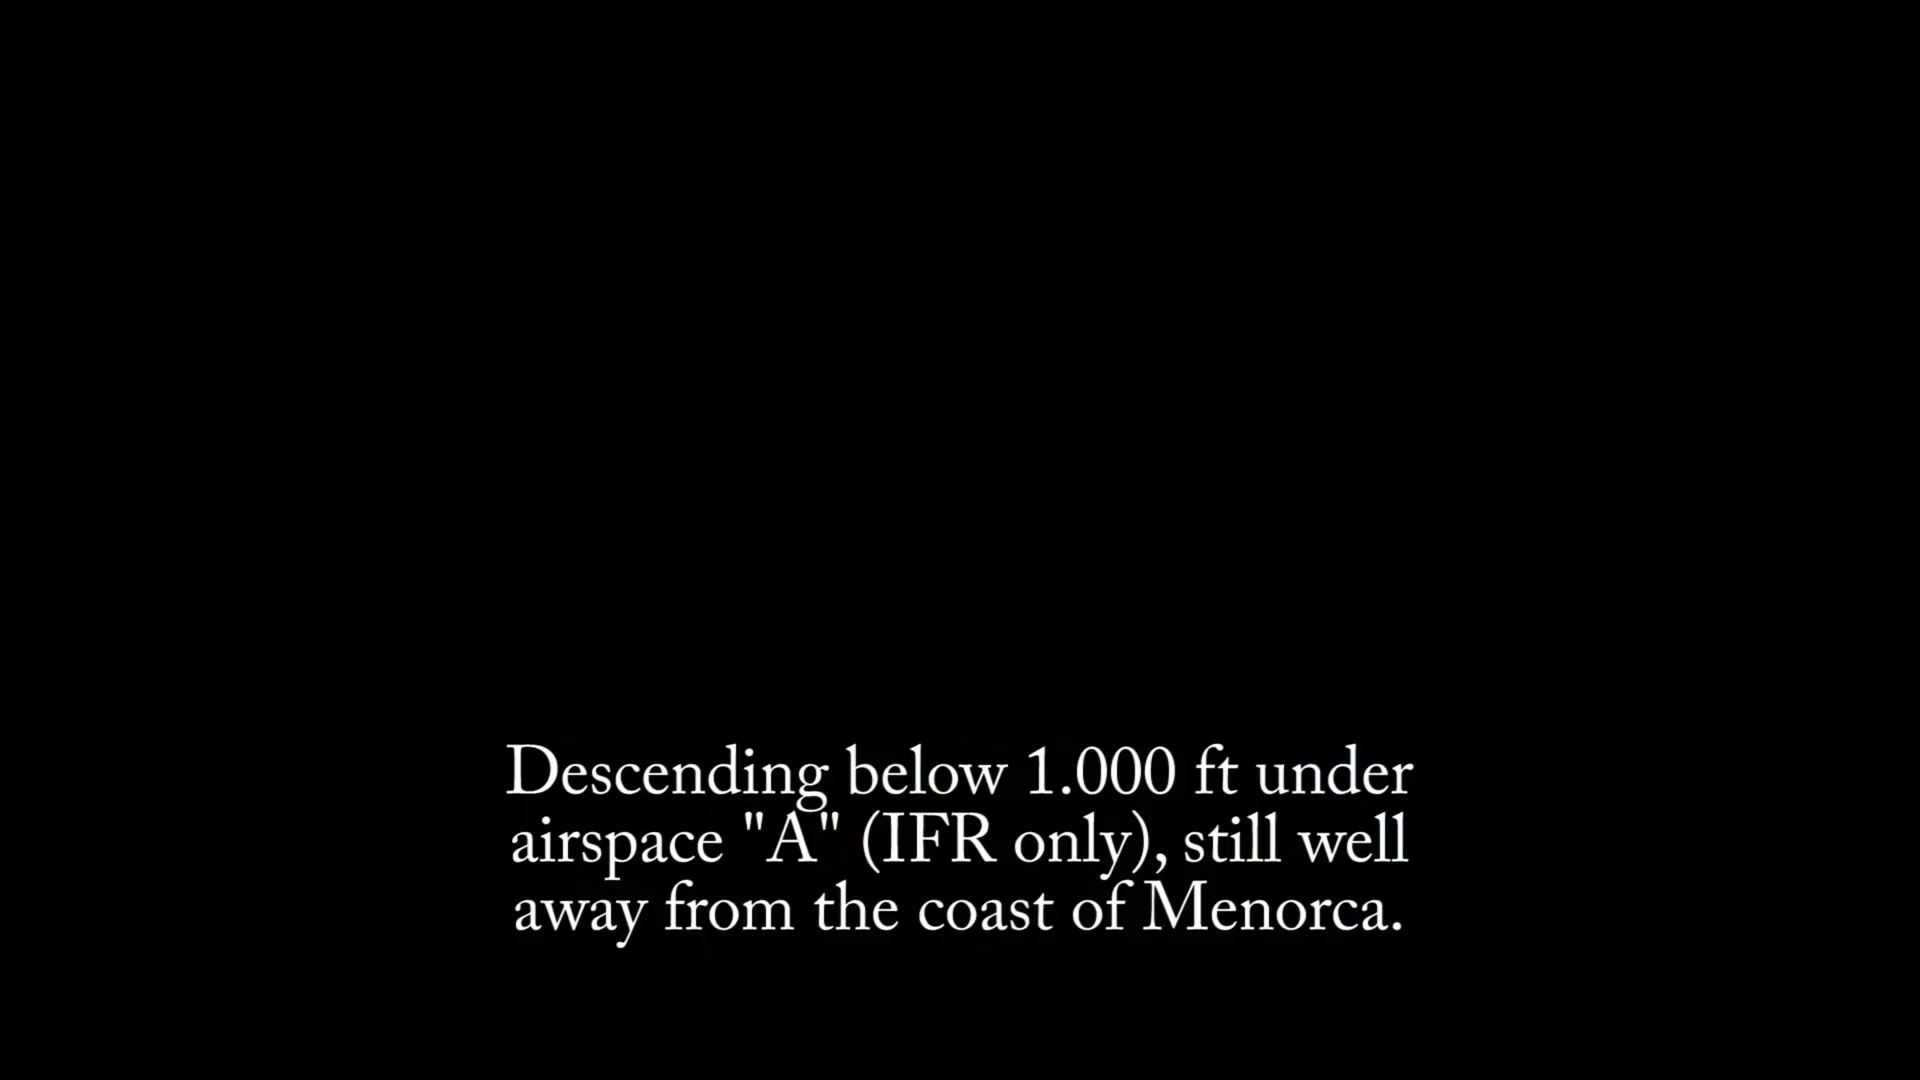 Descending below 1.000 ft under
airspace "A" (IFR only), still well
away from the coast of Menorca.